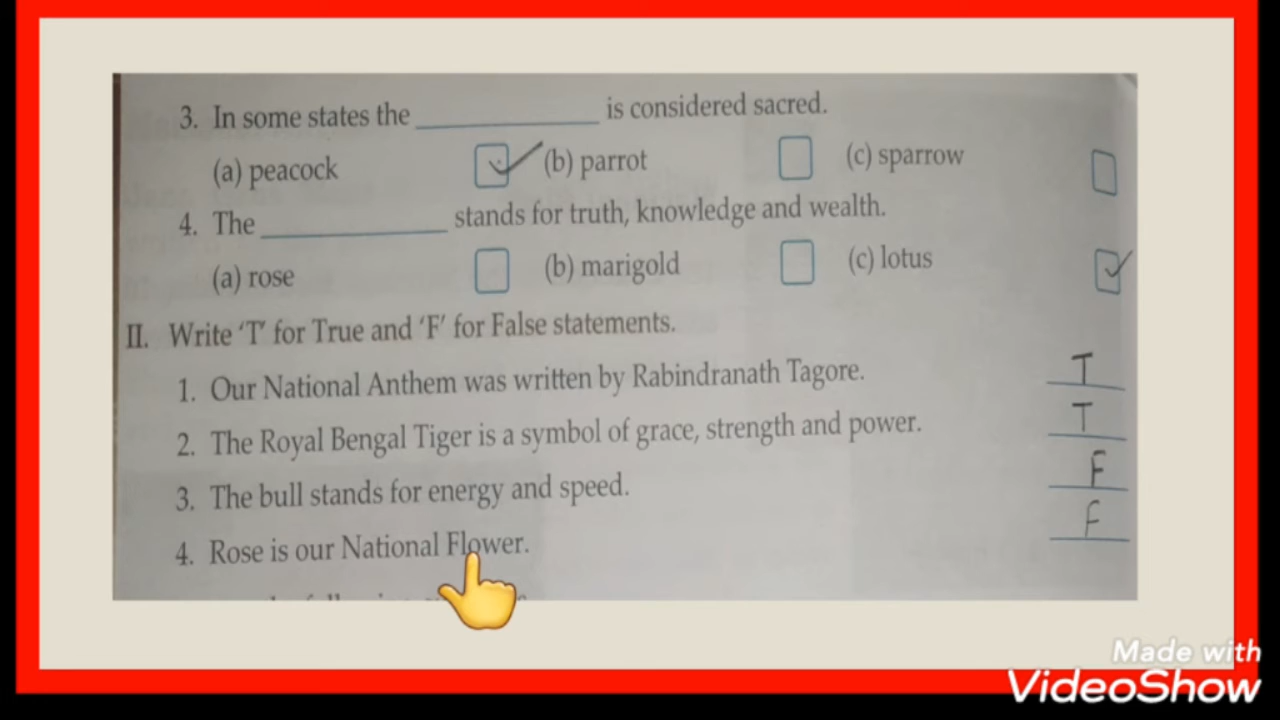 3. In some states the ____________ is considered sacred.
(a) peacock ✓ (b) parrot (c) sparrow
4. The ____________ stands for truth, knowledge and wealth.
(a) rose (b) marigold (c) lotus ✓
II. Write 'T' for True and 'F' for False statements.
1. Our National Anthem was written by Rabindranath Tagore. T
2. The Royal Bengal Tiger is a symbol of grace, strength and power. T
3. The bull stands for energy and speed. F
4. Rose is our National Flower. F
Made with
VideoShow